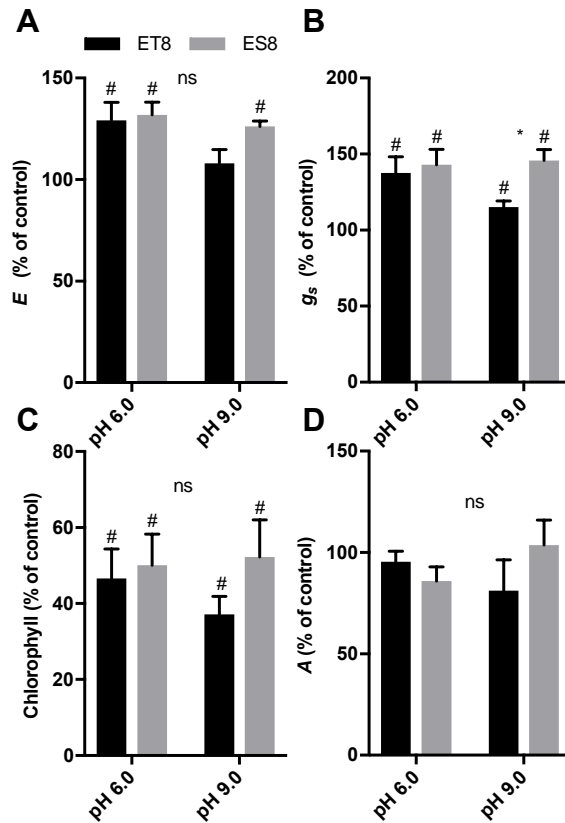 A
B
ET8
ES8
150
100
50
0
E (% of control)
# # ns #
pH 6.0
pH 9.0
200
150
100
50
0
gs (% of control)
# # # * #
pH 6.0
pH 9.0
C
D
80
60
40
20
0
Chlorophyll (% of control)
# # ns # #
pH 6.0
pH 9.0
150
100
50
0
A (% of control)
ns
pH 6.0
pH 9.0